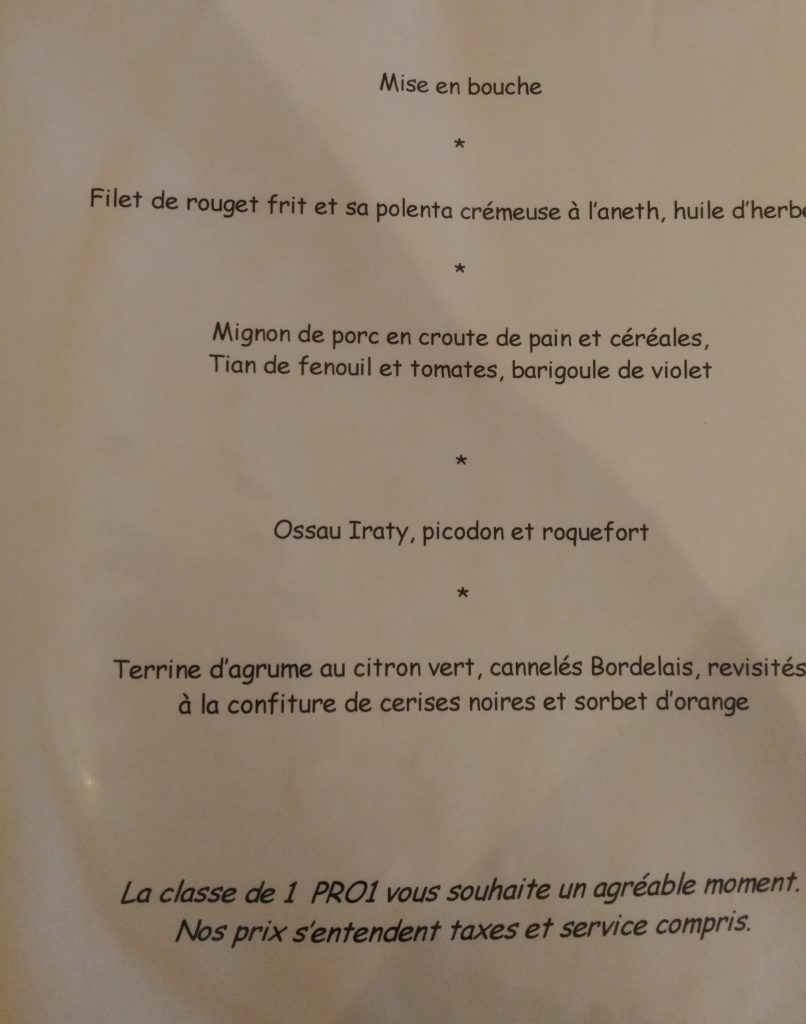 Mise en bouche
*
Filet de rouget frit et sa polenta crémeuse à l'aneth, huile
*
Mignon de porc en croute de pain et céréales,
Tian de fenouil et tomates, barigoule de violet
*
Ossau Iraty, picodon et roquefort
*
Terrine d'agrume au citron vert, cannelés Bordelais, revisités
à la confiture de cerises noires et sorbet d'orange
La classe de 1 PRO1 vous souhaite un agréable moment.
Nos prix s'entendent taxes et service compris.